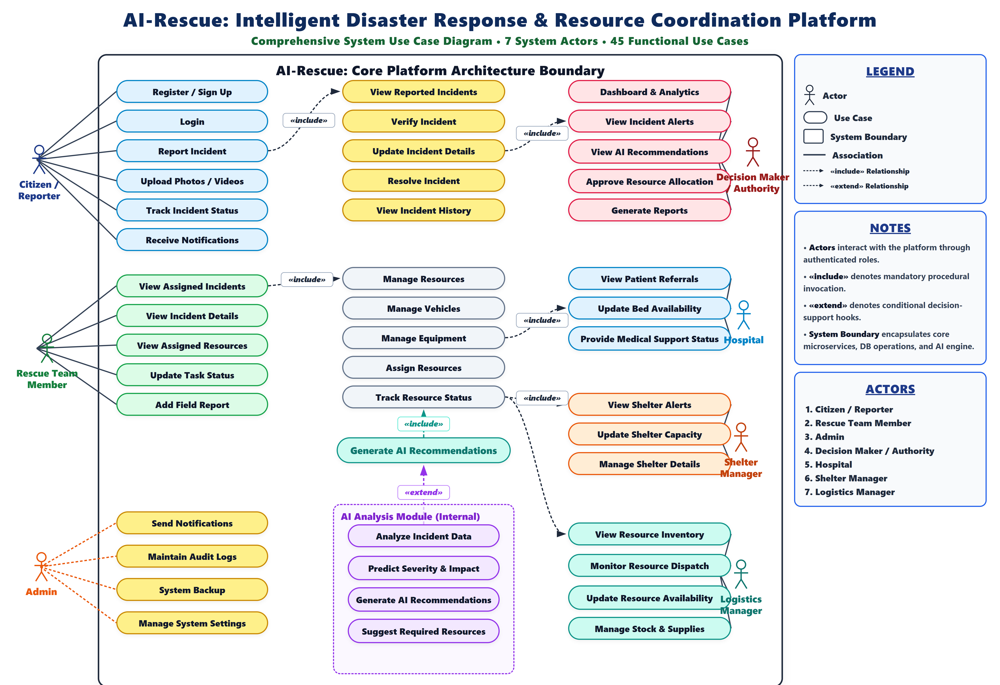 AI-Rescue: Intelligent Disaster Response & Resource Coordination Platform
Comprehensive System Use Case Diagram • 7 System Actors • 45 Functional Use Cases
AI-Rescue: Core Platform Architecture Boundary
Citizen /
Reporter
Register / Sign Up
Login
Report Incident
Upload Photos / Videos
Track Incident Status
Receive Notifications
«include»
View Reported Incidents
Verify Incident
Update Incident Details
Resolve Incident
View Incident History
«include»
Dashboard & Analytics
View Incident Alerts
View AI Recommendations
Approve Resource Allocation
Generate Reports
Decision Maker
/ Authority
Rescue Team
Member
View Assigned Incidents
View Incident Details
View Assigned Resources
Update Task Status
Add Field Report
«include»
Manage Resources
Manage Vehicles
Manage Equipment
Assign Resources
Track Resource Status
«include»
View Patient Referrals
Update Bed Availability
Provide Medical Support Status
Hospital
«include»
View Shelter Alerts
Update Shelter Capacity
Manage Shelter Details
Shelter
Manager
«include»
Generate AI Recommendations
«extend»
AI Analysis Module (Internal)
Analyze Incident Data
Predict Severity & Impact
Generate AI Recommendations
Suggest Required Resources
Admin
Send Notifications
Maintain Audit Logs
System Backup
Manage System Settings
View Resource Inventory
Monitor Resource Dispatch
Update Resource Availability
Manage Stock & Supplies
Logistics
Manager
LEGEND
Actor
Use Case
System Boundary
Association
«include» Relationship
«extend» Relationship
NOTES
• Actors interact with the platform through
authenticated roles.
• «include» denotes mandatory procedural
invocation.
• «extend» denotes conditional decision-
support hooks.
• System Boundary encapsulates core
microservices, DB operations, and AI engine.
ACTORS
1. Citizen / Reporter
2. Rescue Team Member
3. Admin
4. Decision Maker / Authority
5. Hospital
6. Shelter Manager
7. Logistics Manager